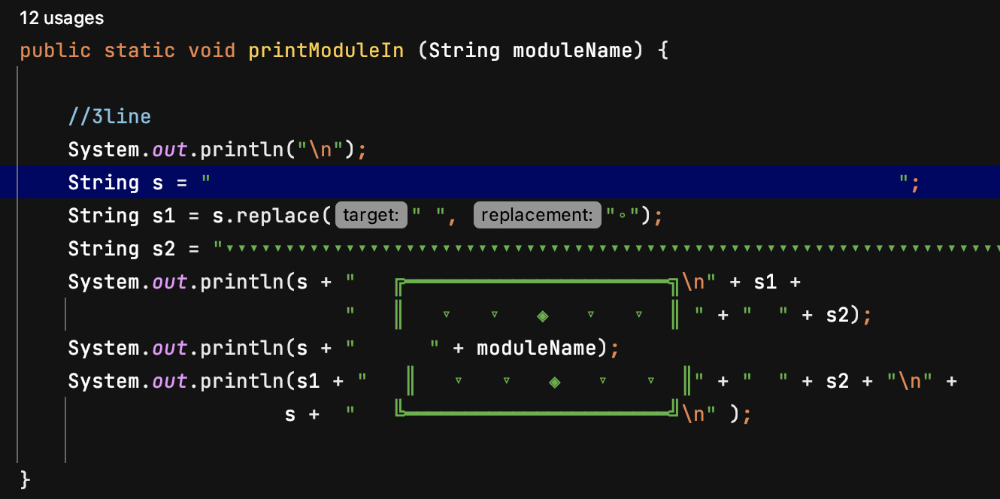 12 usages
public static void printModuleIn (String moduleName) {
//3line
System.out.println("\n");
String s = "                                                         ";
String s1 = s.replace( target: " ", replacement: "∘");
String s2 = "▾▾▾▾▾▾▾▾▾▾▾▾▾▾▾▾▾▾▾▾▾▾▾▾▾▾▾▾▾▾▾▾▾▾▾▾▾▾▾▾▾▾▾▾▾▾▾▾▾▾▾▾▾▾▾▾▾▾▾▾▾▾▾▾▾
System.out.println(s + "   ╔══════════════════════╗\n" + s1 +
"   ║   ▿   ▿   ◈   ▿   ▿  ║ " + "  " + s2);
System.out.println(s + "      " + moduleName);
System.out.println(s1 + "   ║   ▿   ▿   ◈   ▿   ▿  ║" + "  " + s2 + "\n" +
s +  "   ╚══════════════════════╝\n" );
}